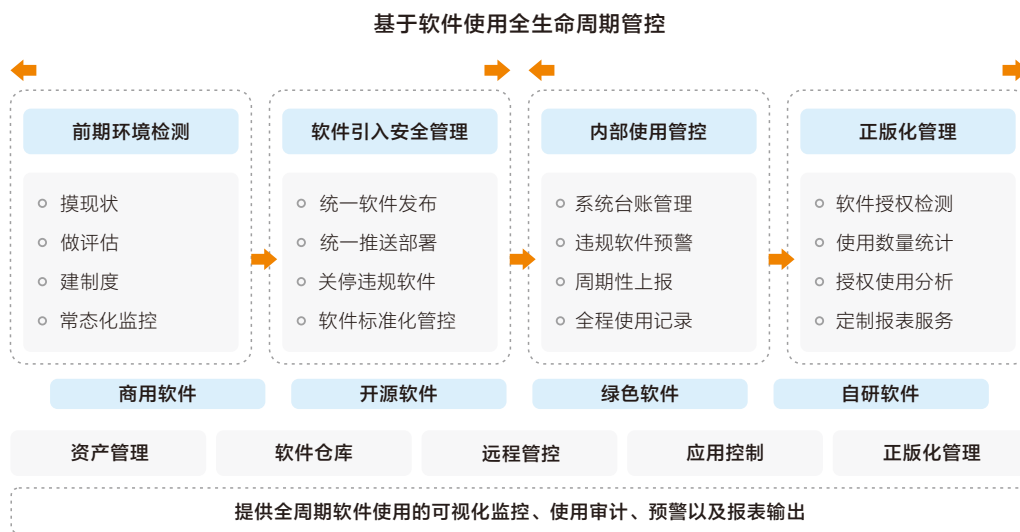 基于软件使用全生命周期管控
前期环境检测
摸现状
做评估
建制度
常态化监控
软件引入安全管理
统一软件发布
统一推送部署
关停违规软件
软件标准化管控
内部使用管控
系统台账管理
违规软件预警
周期性上报
全程使用记录
正版化管理
软件授权检测
使用数量统计
授权使用分析
定制报表服务
商用软件
开源软件
绿色软件
自研软件
资产管理
软件仓库
远程管控
应用控制
正版化管理
提供全周期软件使用的可视化监控、使用审计、预警以及报表输出